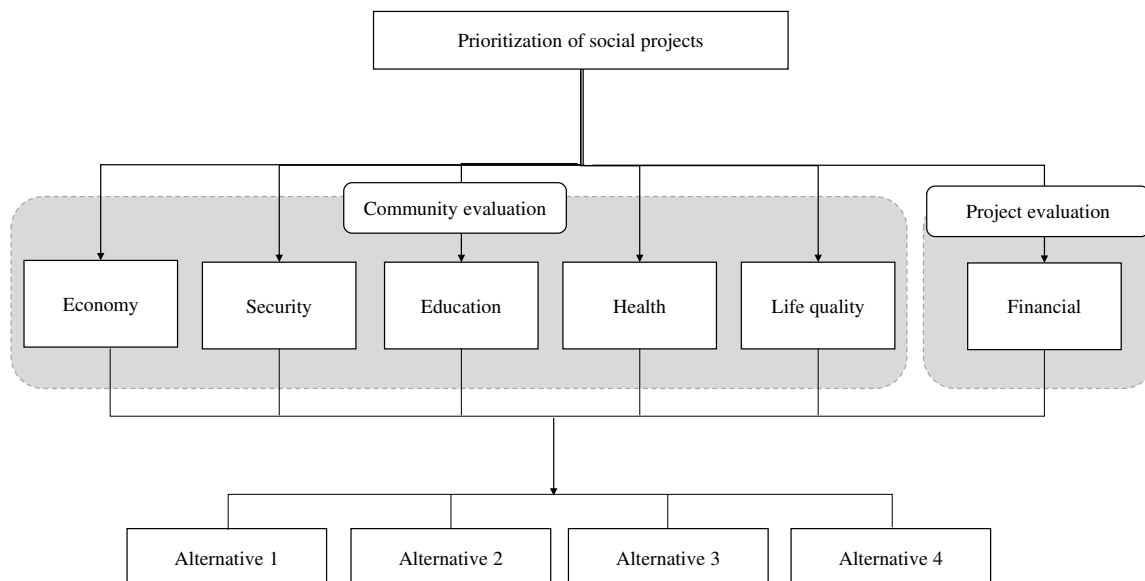 Prioritization of social projects
Community evaluation
Project evaluation
Economy
Security
Education
Health
Life quality
Financial
Alternative 1
Alternative 2
Alternative 3
Alternative 4